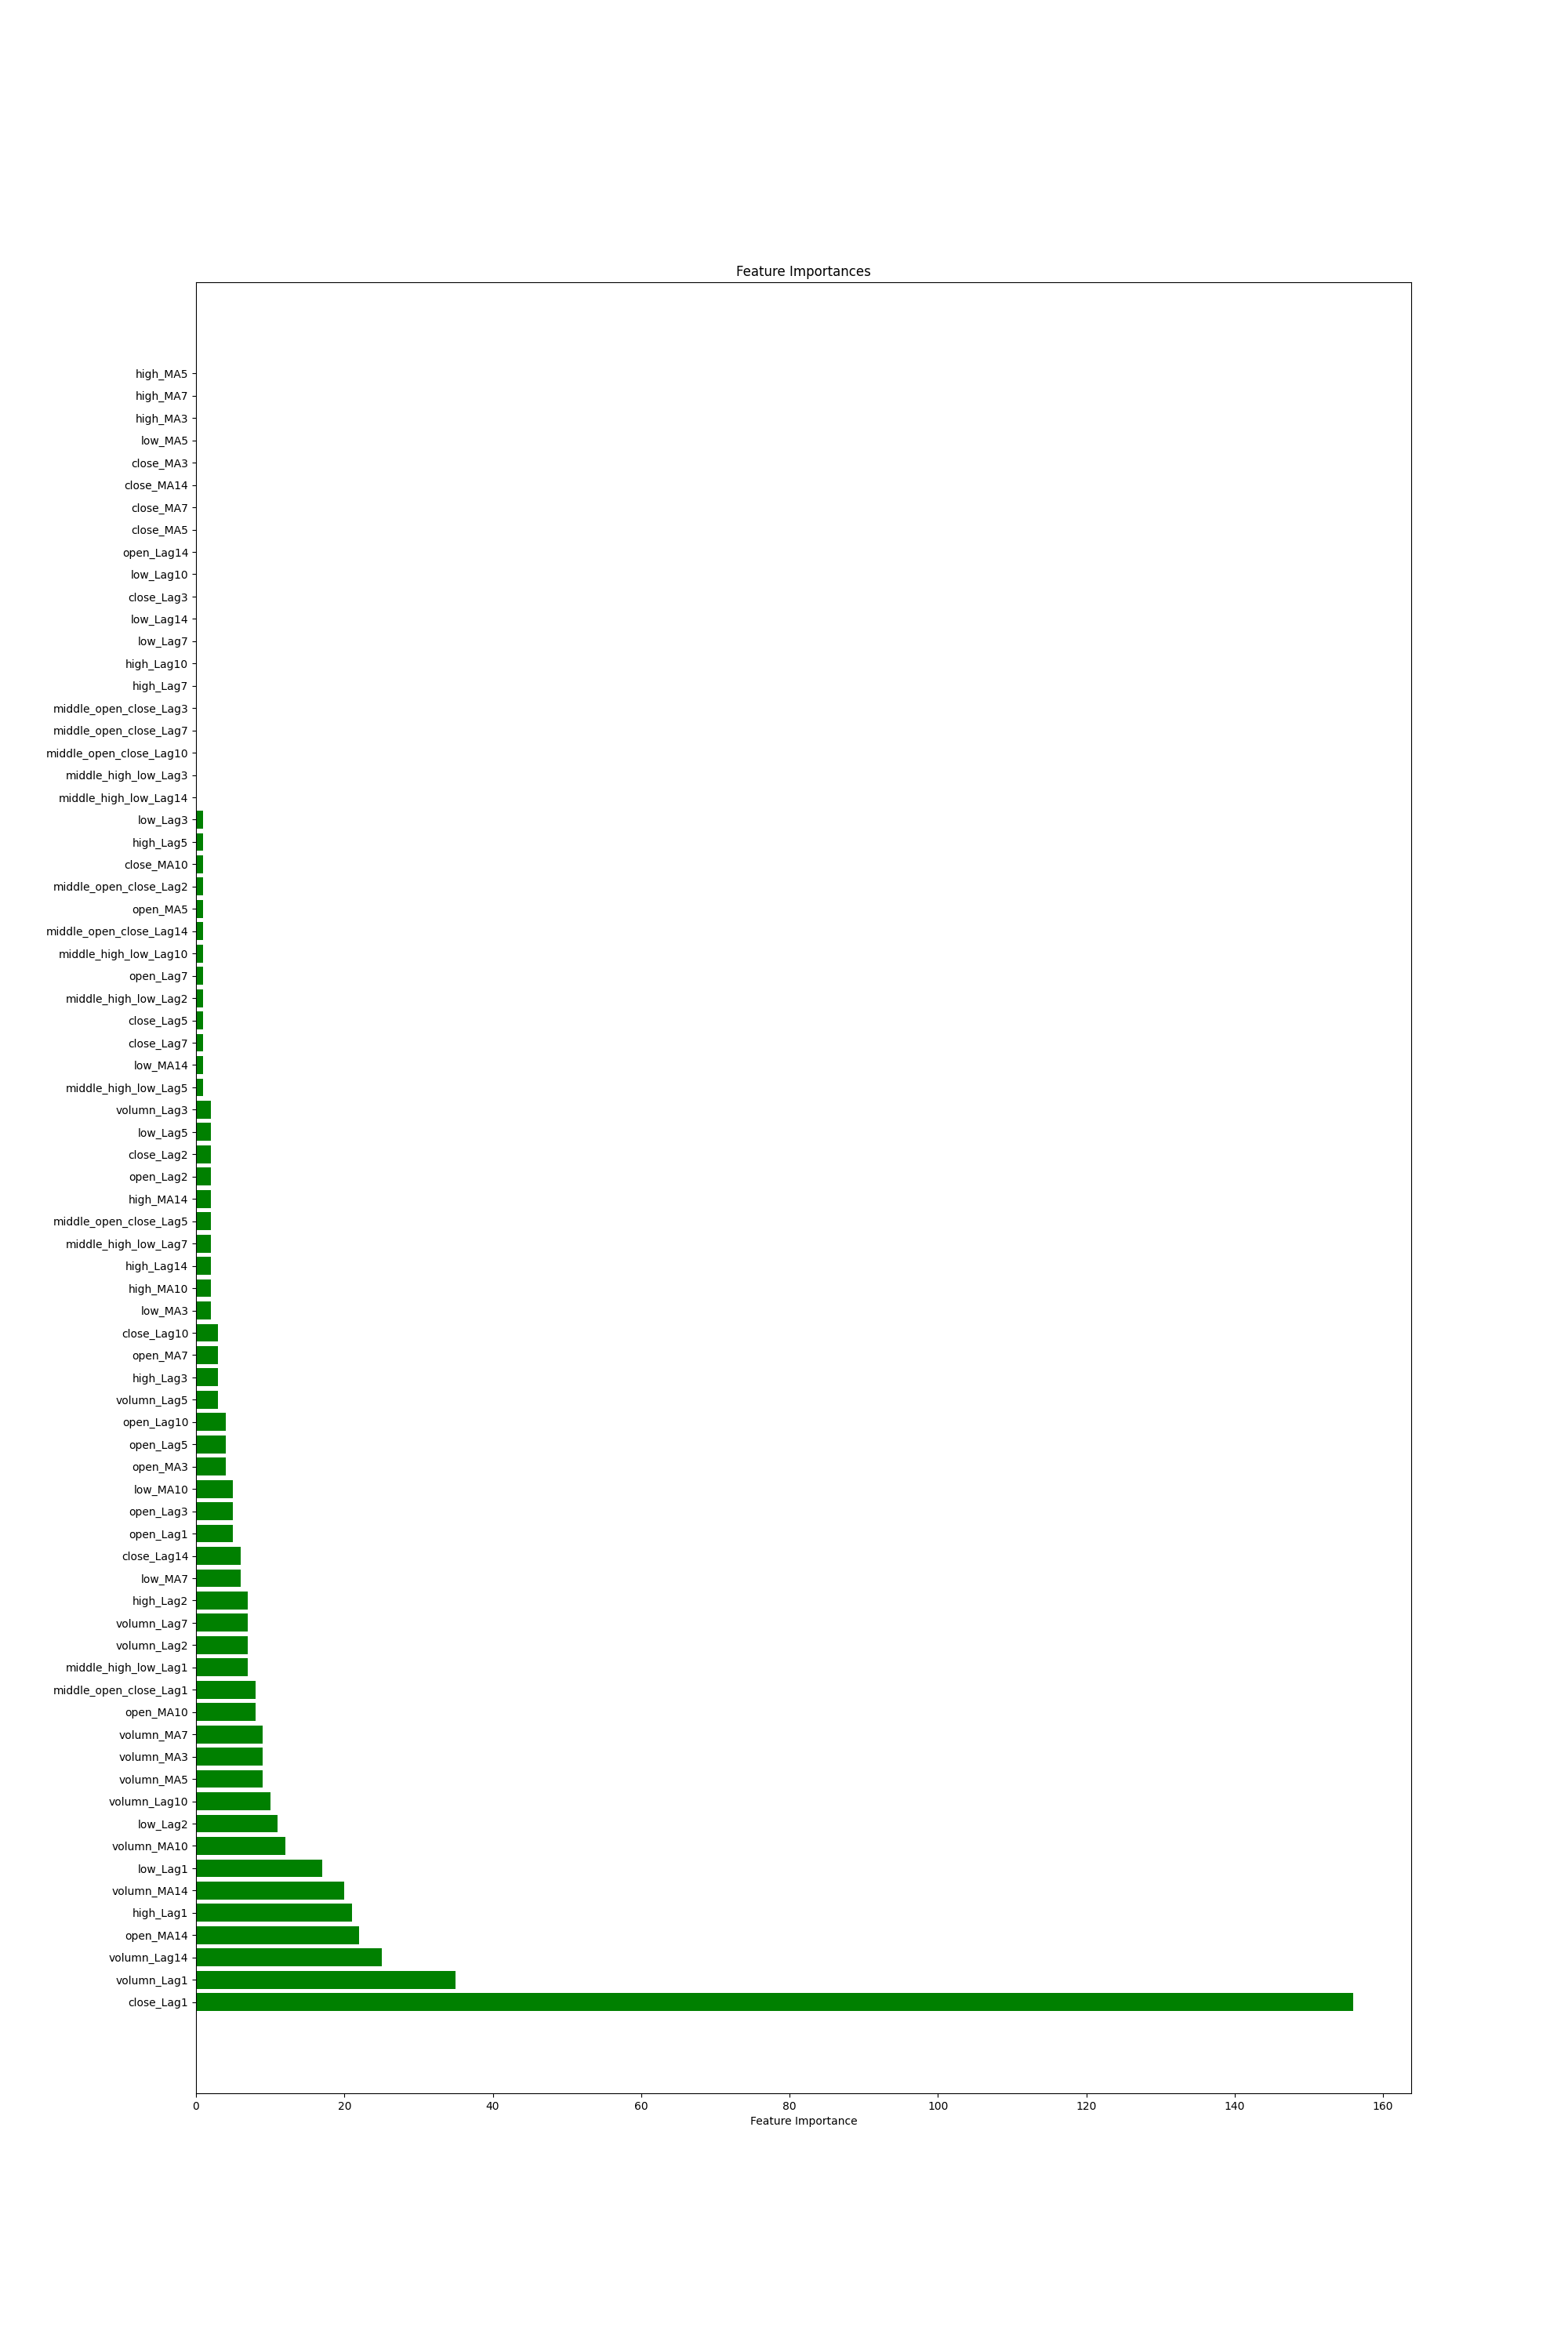 Feature Importances
high_MA5
high_MA7
high_MA3
low_MA5
close_MA3
close_MA14
close_MA7
close_MA5
open_Lag14
low_Lag10
close_Lag3
low_Lag14
low_Lag7
high_Lag10
high_Lag7
middle_open_close_Lag3
middle_open_close_Lag7
middle_open_close_Lag10
middle_high_low_Lag3
middle_high_low_Lag14
low_Lag3
high_Lag5
close_MA10
middle_open_close_Lag2
open_MA5
middle_open_close_Lag14
middle_high_low_Lag10
open_Lag7
middle_high_low_Lag2
close_Lag5
close_Lag7
low_MA14
middle_high_low_Lag5
volumn_Lag3
low_Lag5
close_Lag2
open_Lag2
high_MA14
middle_open_close_Lag5
middle_high_low_Lag7
high_Lag14
high_MA10
low_MA3
close_Lag10
open_MA7
high_Lag3
volumn_Lag5
open_Lag10
open_Lag5
open_MA3
low_MA10
open_Lag3
open_Lag1
close_Lag14
low_MA7
high_Lag2
volumn_Lag7
volumn_Lag2
middle_high_low_Lag1
middle_open_close_Lag1
open_MA10
volumn_MA7
volumn_MA3
volumn_MA5
volumn_Lag10
low_Lag2
volumn_MA10
low_Lag1
volumn_MA14
high_Lag1
open_MA14
volumn_Lag14
volumn_Lag1
close_Lag1
0 20 40 60 80 100 120 140 160
Feature Importance